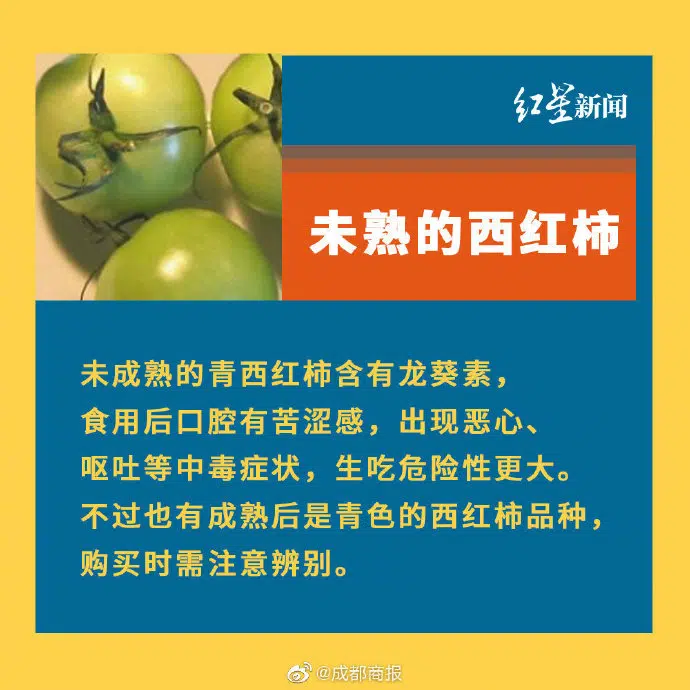 红星新闻
未熟的西红柿
未成熟的青西红柿含有龙葵素，
食用后口腔有苦涩感，出现恶心、
呕吐等中毒症状，生吃危险性更大。
不过也有成熟后是青色的西红柿品种，
购买时需注意辨别。
@成都商报